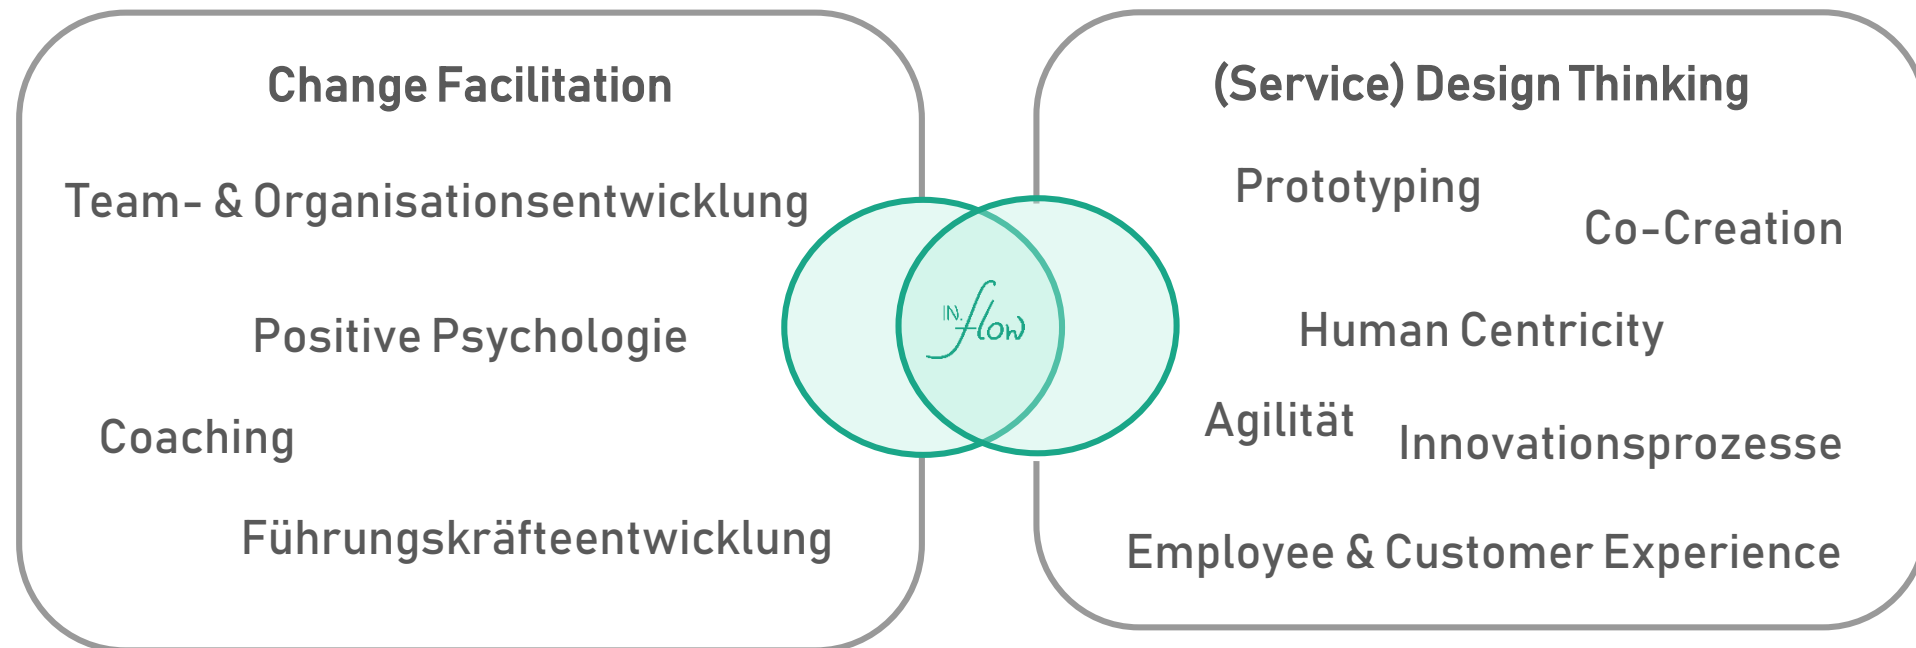 Change Facilitation
Team- & Organisationsentwicklung
Positive Psychologie
Coaching
Führungskräfteentwicklung
IN.flow
(Service) Design Thinking
Prototyping
Co-Creation
Human Centricity
Agilität
Innovationsprozesse
Employee & Customer Experience